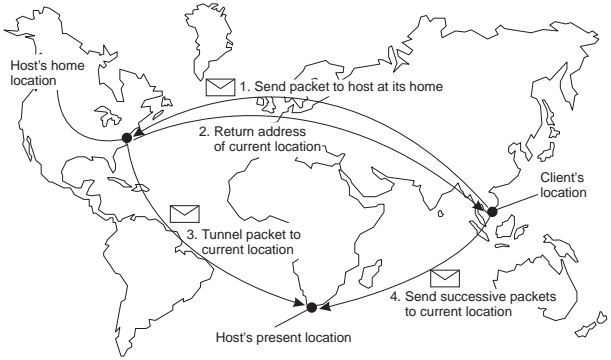 Host's home
location
1. Send packet to host at its home
2. Return address
of current location
Client's
location
3. Tunnel packet to
current location
4. Send successive packets
to current location
Host's present location